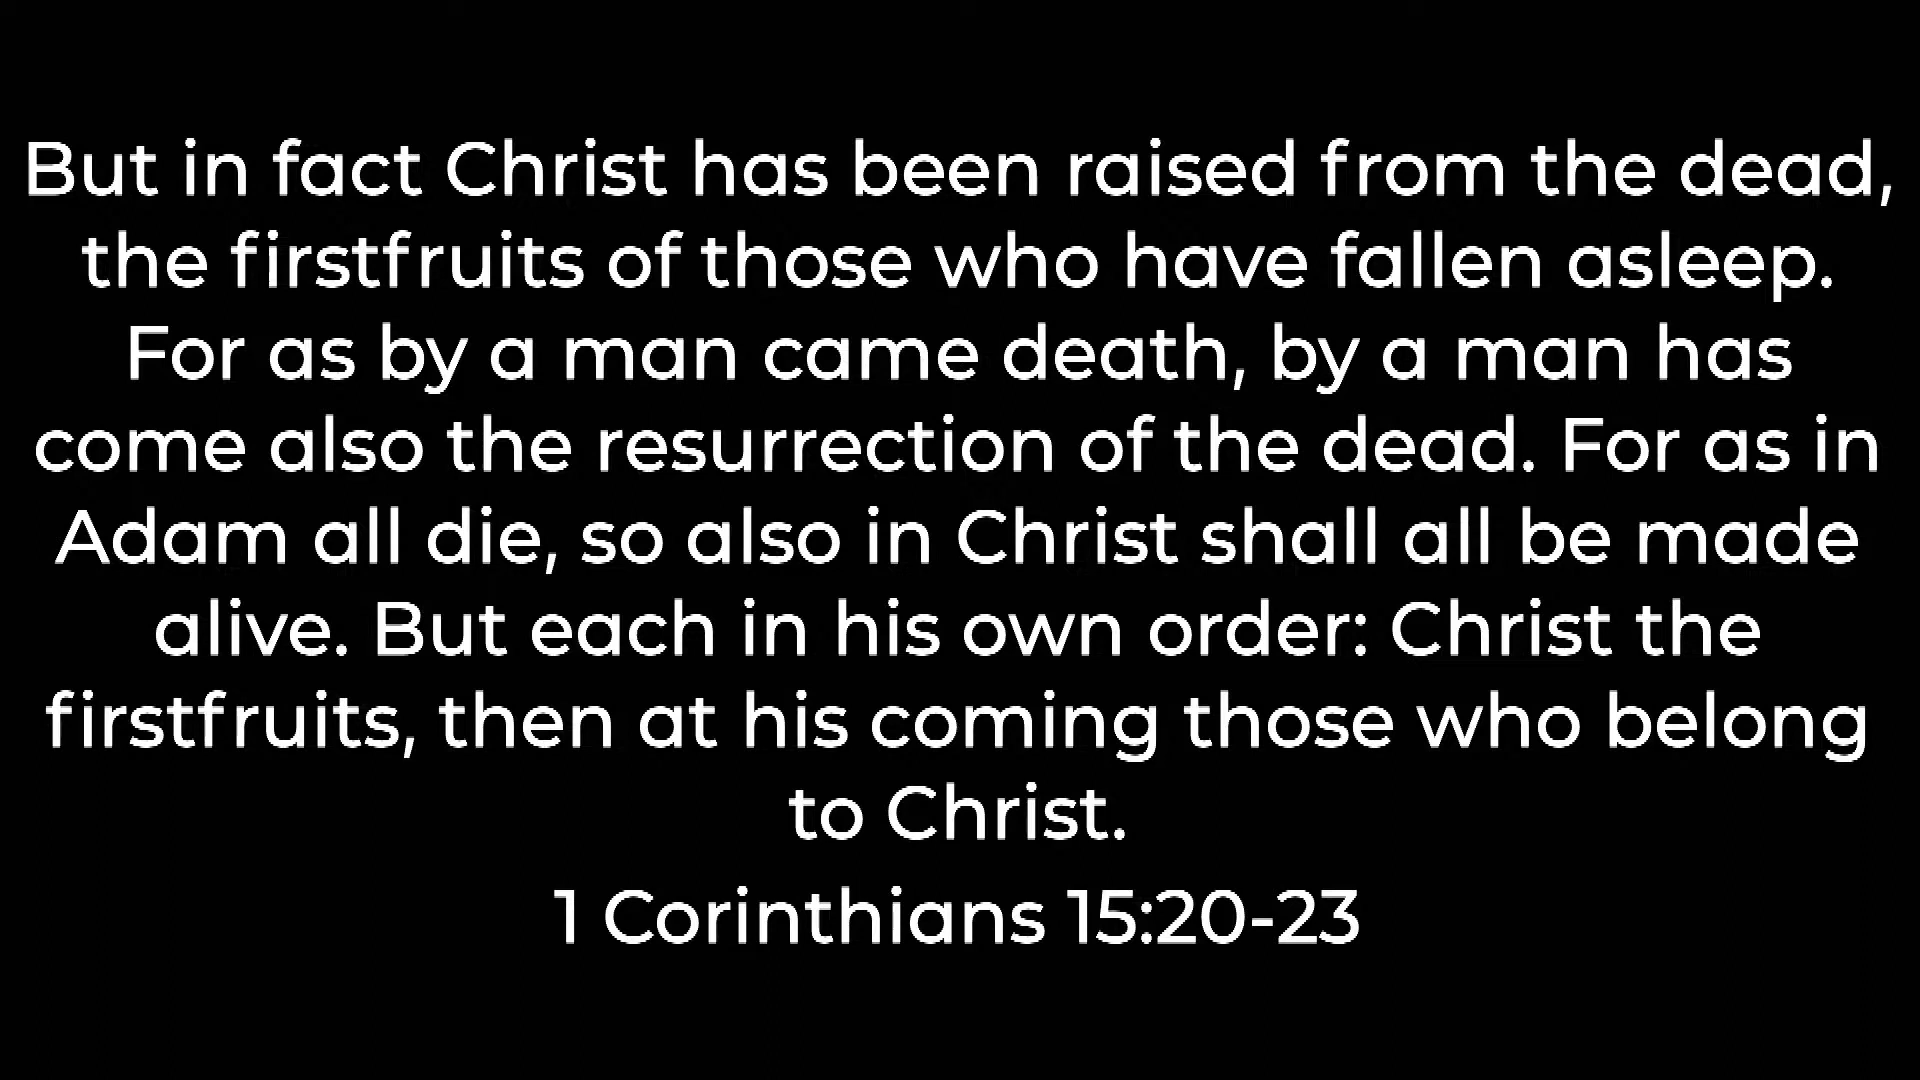 But in fact Christ has been raised from the dead,
the firstfruits of those who have fallen asleep.
For as by a man came death, by a man has
come also the resurrection of the dead. For as in
Adam all die, so also in Christ shall all be made
alive. But each in his own order: Christ the
firstfruits, then at his coming those who belong
to Christ.
1 Corinthians 15:20-23